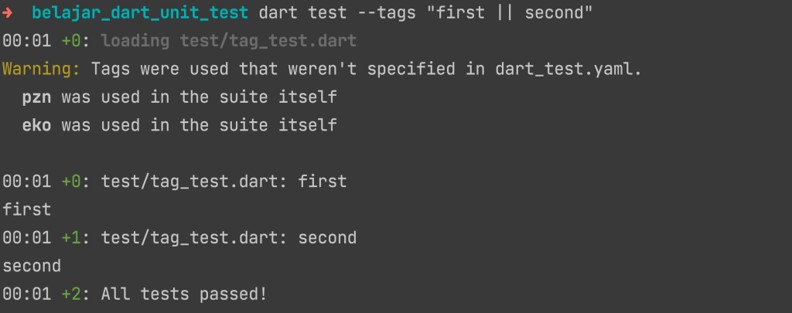 ➜ belajar_dart_unit_test dart test --tags "first || second"
00:01 +0: loading test/tag_test.dart
Warning: Tags were used that weren't specified in dart_test.yaml.
  pzn was used in the suite itself
  eko was used in the suite itself

00:01 +0: test/tag_test.dart: first
first
00:01 +1: test/tag_test.dart: second
second
00:01 +2: All tests passed!